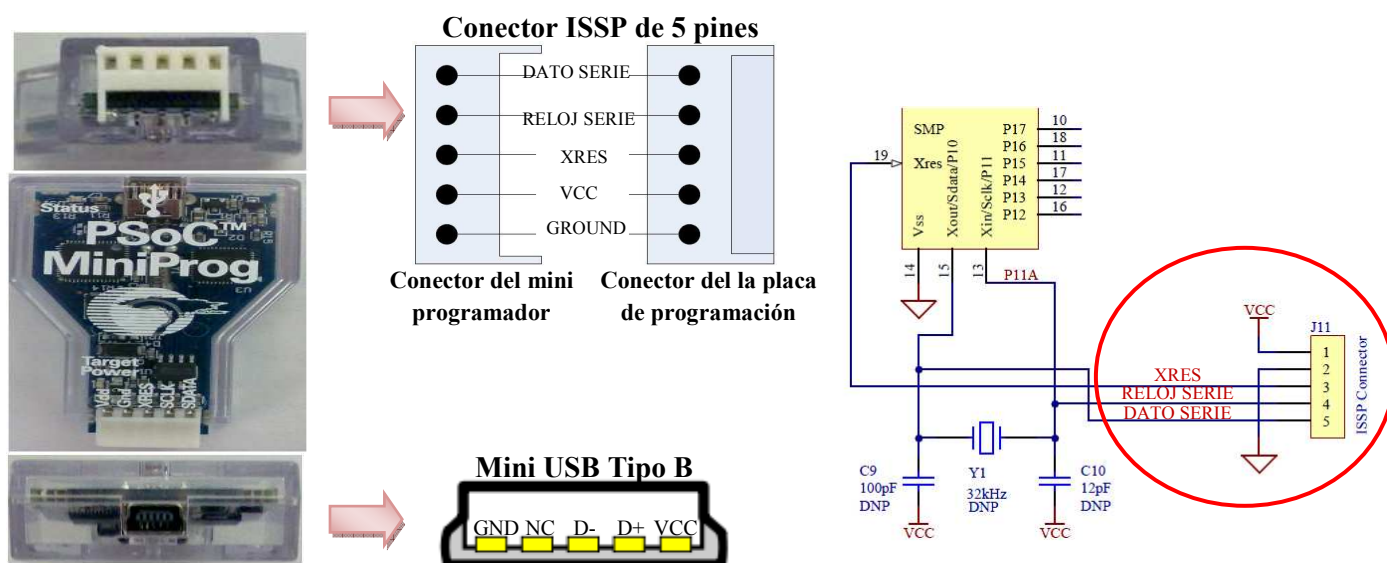 Conector ISSP de 5 pines
DATO SERIE
RELOJ SERIE
XRES
VCC
GROUND
Conector del mini
programador
Conector del la placa
de programación
Status
PSoC™
MiniProg
Target
Power
Vdd
Gnd
XRES
SCLK
SDATA
Mini USB Tipo B
GND NC D- D+ VCC
SMP
19
Xres
P17 10
P16 18
P15 11
P14 17
P13 12
P12 16
Vss
Xout/Sdata/P10
Xin/Sclk/P11
14
15
13
P11A
VCC
J11
1
2
3
4
5
ISSP Connector
XRES
RELOJ SERIE
DATO SERIE
C9
100pF
DNP
VCC
Y1
32kHz
DNP
C10
12pF
DNP
VCC